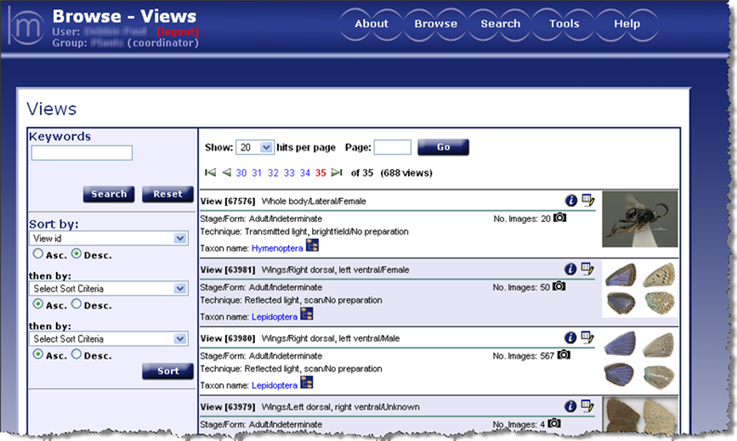 m
Browse - Views
User: (logout)
Group: (coordinator)
About Browse Search Tools Help
Views
Keywords
Search Reset
Sort by:
View id
Asc. Desc.
then by:
Select Sort Criteria
Asc. Desc.
then by:
Select Sort Criteria
Asc. Desc.
Sort
Show: 20 hits per page Page: Go
30 31 32 33 34 35 of 35 (688 views)
View [67576] Whole body/Lateral/Female
Stage/Form: Adult/Indeterminate No. Images: 20
Technique: Transmitted light, brightfield/No preparation
Taxon name: Hymenoptera
View [63981] Wings/Right dorsal, left ventral/Female
Stage/Form: Adult/Indeterminate No. Images: 50
Technique: Reflected light, scan/No preparation
Taxon name: Lepidoptera
View [63980] Wings/Right dorsal, left ventral/Male
Stage/Form: Adult/Indeterminate No. Images: 567
Technique: Reflected light, scan/No preparation
Taxon name: Lepidoptera
View [63979] Wings/Left dorsal, right ventral/Unknown
Stage/Form: Adult/Indeterminate No. Images: 4